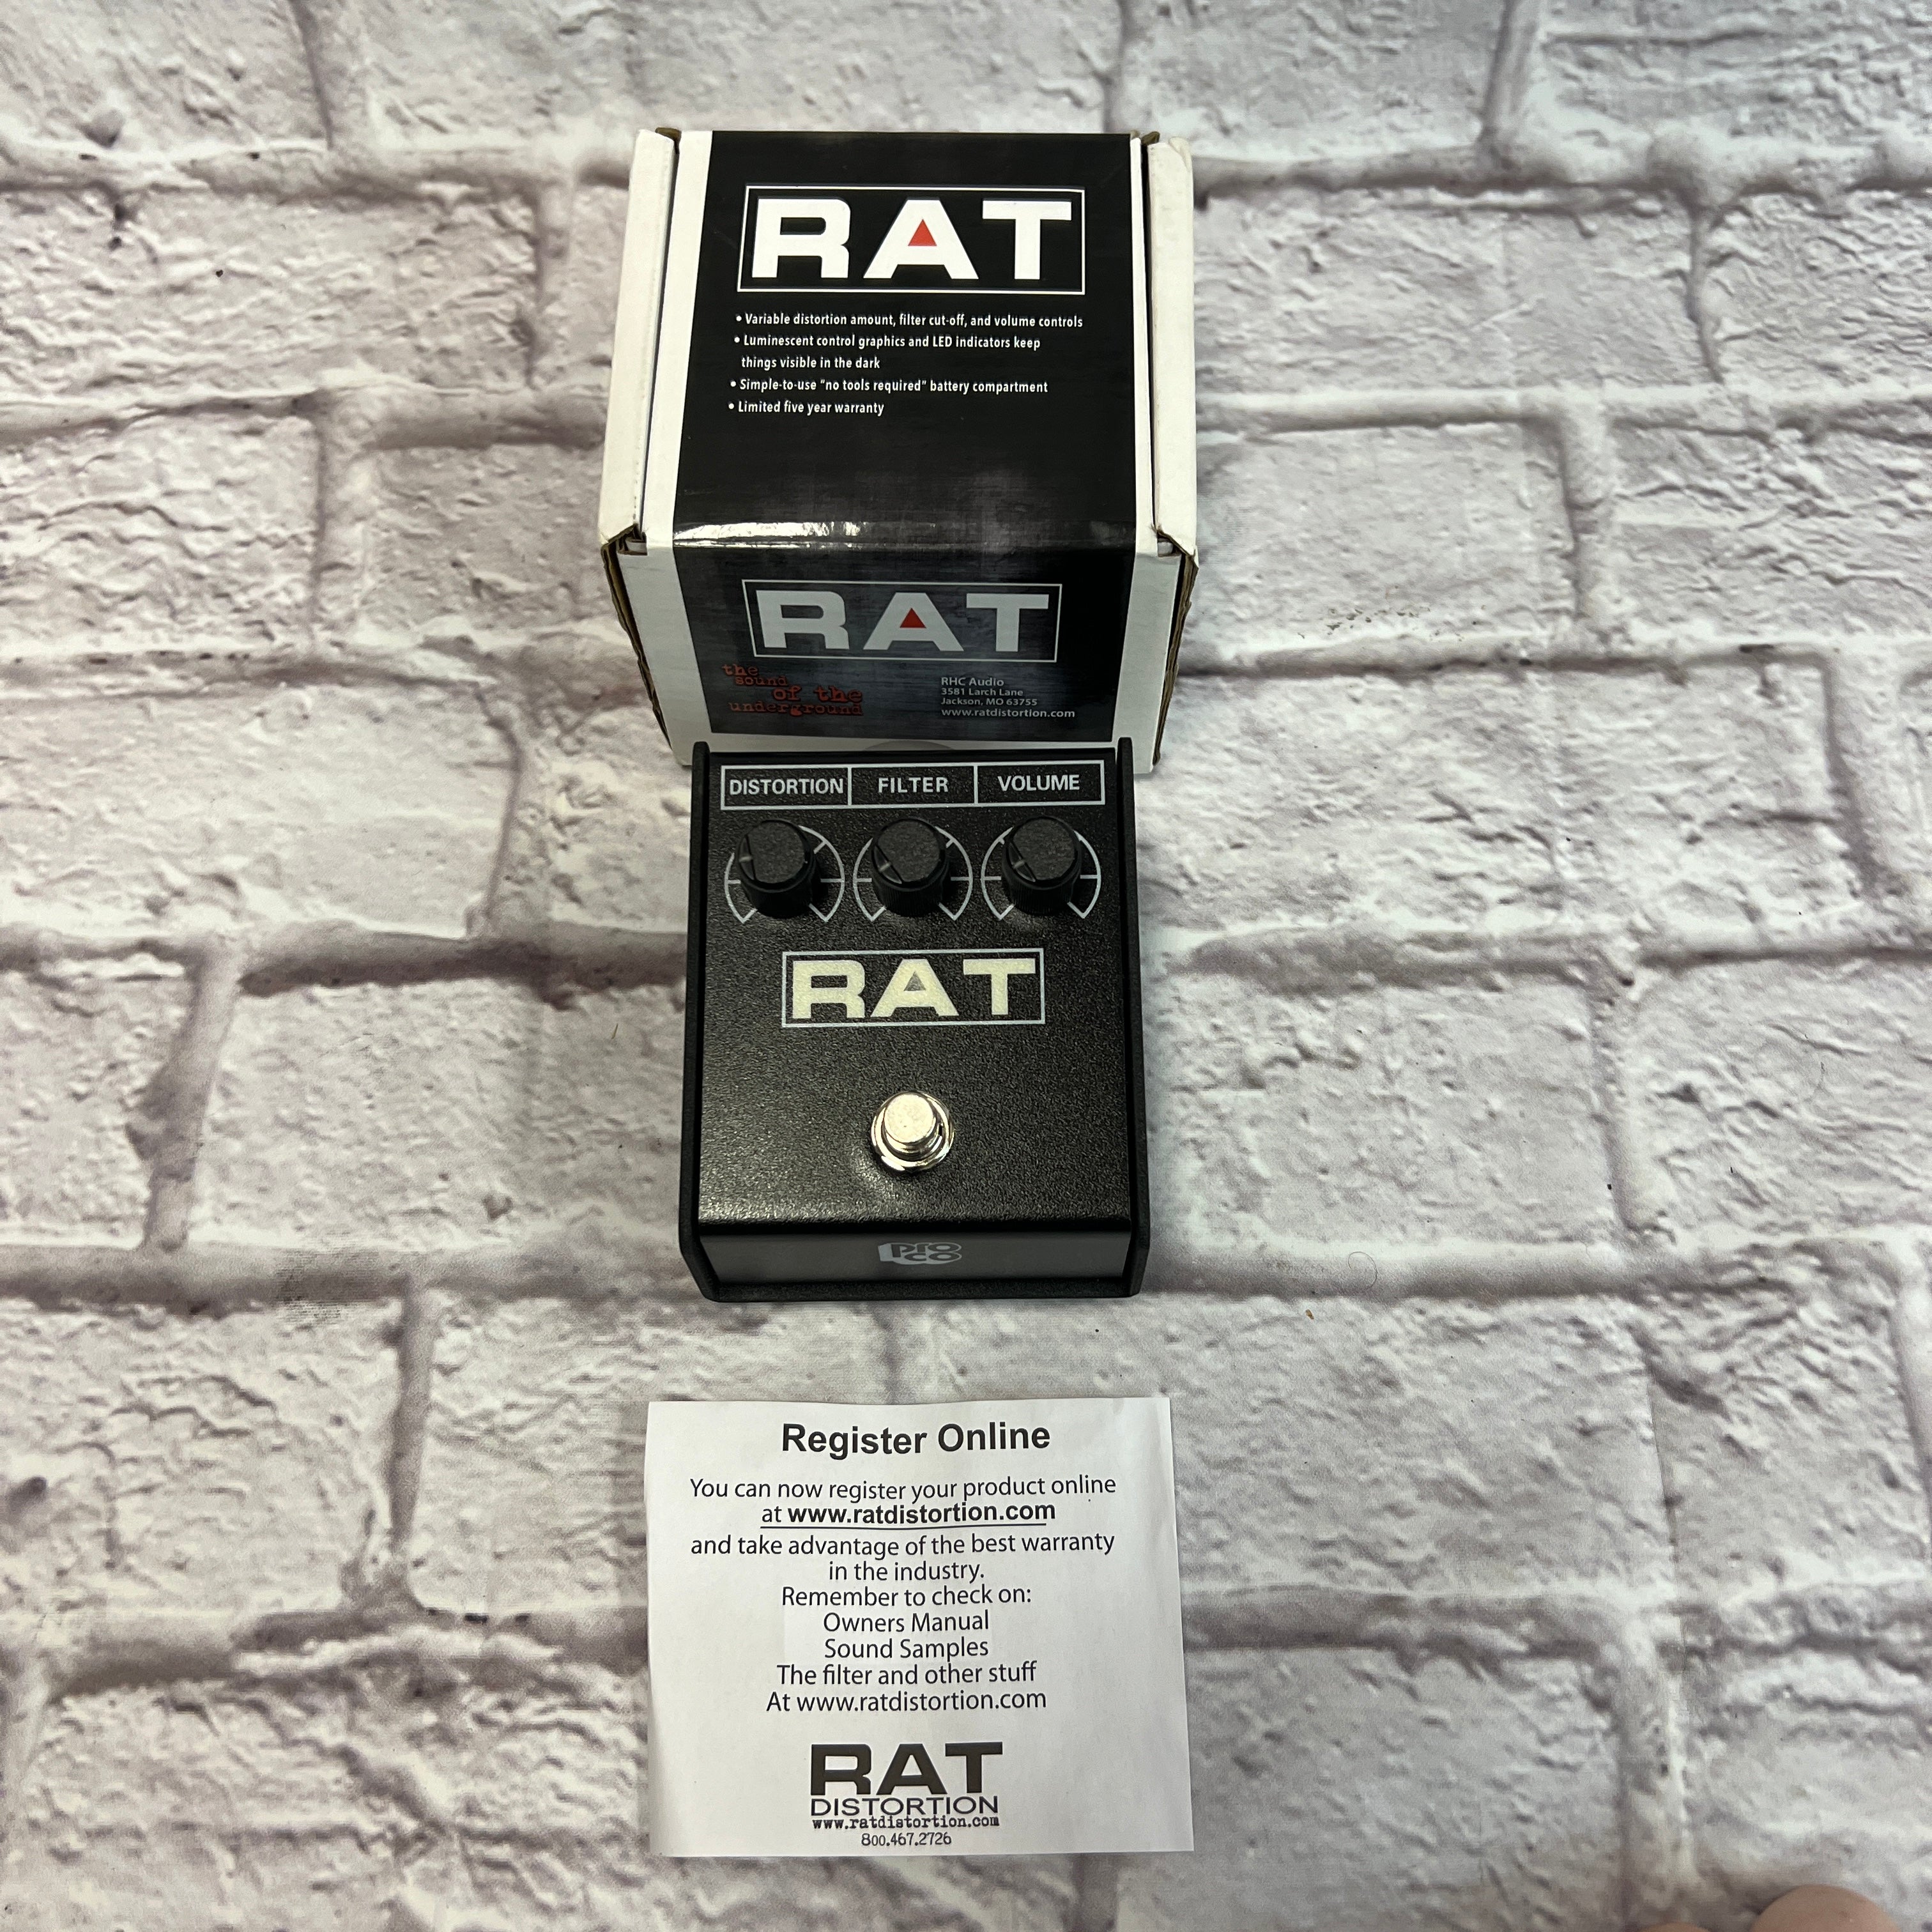 RAT
• Variable distortion amount, filter cut-off, and volume controls
• Luminescent control graphics and LED indicators keep
things visible in the dark
• Simple-to-use "no tools required" battery compartment
• Limited five year warranty
RAT
the
sound
of the
underground
RHC Audio
3581 Larch Lane
Jackson, MO 63755
www.ratdistortion.com
DISTORTION FILTER VOLUME
RAT
pro
co
Register Online
You can now register your product online
at www.ratdistortion.com
and take advantage of the best warranty
in the industry.
Remember to check on:
Owners Manual
Sound Samples
The filter and other stuff
At www.ratdistortion.com
RAT
DISTORTION
www.ratdistortion.com
800.467.2726